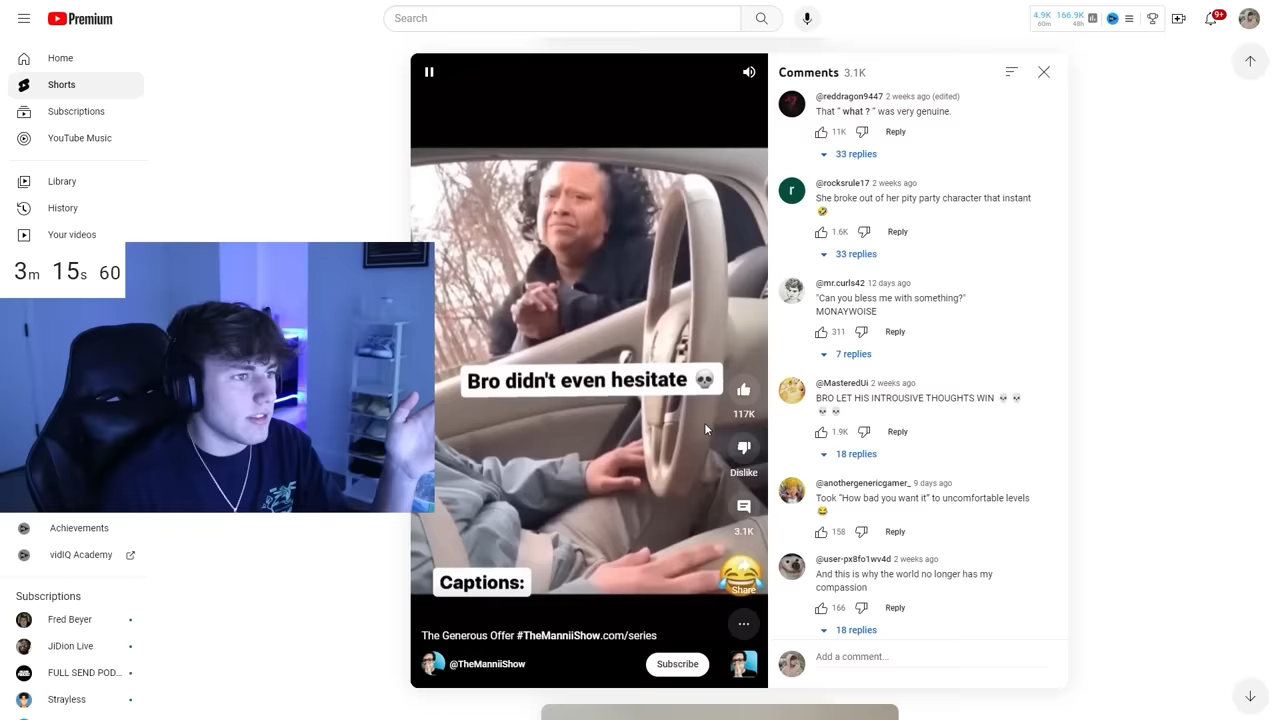 Premium
Search
4.9K 166.9K
60m 48h
9+
Home
Shorts
Subscriptions
YouTube Music
Library
History
Your videos
3m 15s 60
Achievements
vidIQ Academy
Subscriptions
Fred Beyer
JiDion Live
FULL SEND POD...
Strayless
Bro didn't even hesitate 💀
117K
Dislike
3.1K
Share
Captions:
The Generous Offer #TheManniiShow.com/series
@TheManniiShow
Subscribe
Comments 3.1K
@reddragon9447 2 weeks ago (edited)
That " what ? " was very genuine.
11K Reply
33 replies
r
@rocksrule17 2 weeks ago
She broke out of her pity party character that instant
🤣
1.6K Reply
33 replies
@mr.curls42 12 days ago
"Can you bless me with something?"
MONAYWOISE
311 Reply
7 replies
@MasteredUi 2 weeks ago
BRO LET HIS INTROUSIVE THOUGHTS WIN 💀 💀
💀 💀
1.9K Reply
18 replies
@anothergenericgamer_ 9 days ago
Took "How bad you want it" to uncomfortable levels
😂
158 Reply
@user-px8fo1wv4d 2 weeks ago
And this is why the world no longer has my
compassion
166 Reply
18 replies
Add a comment...